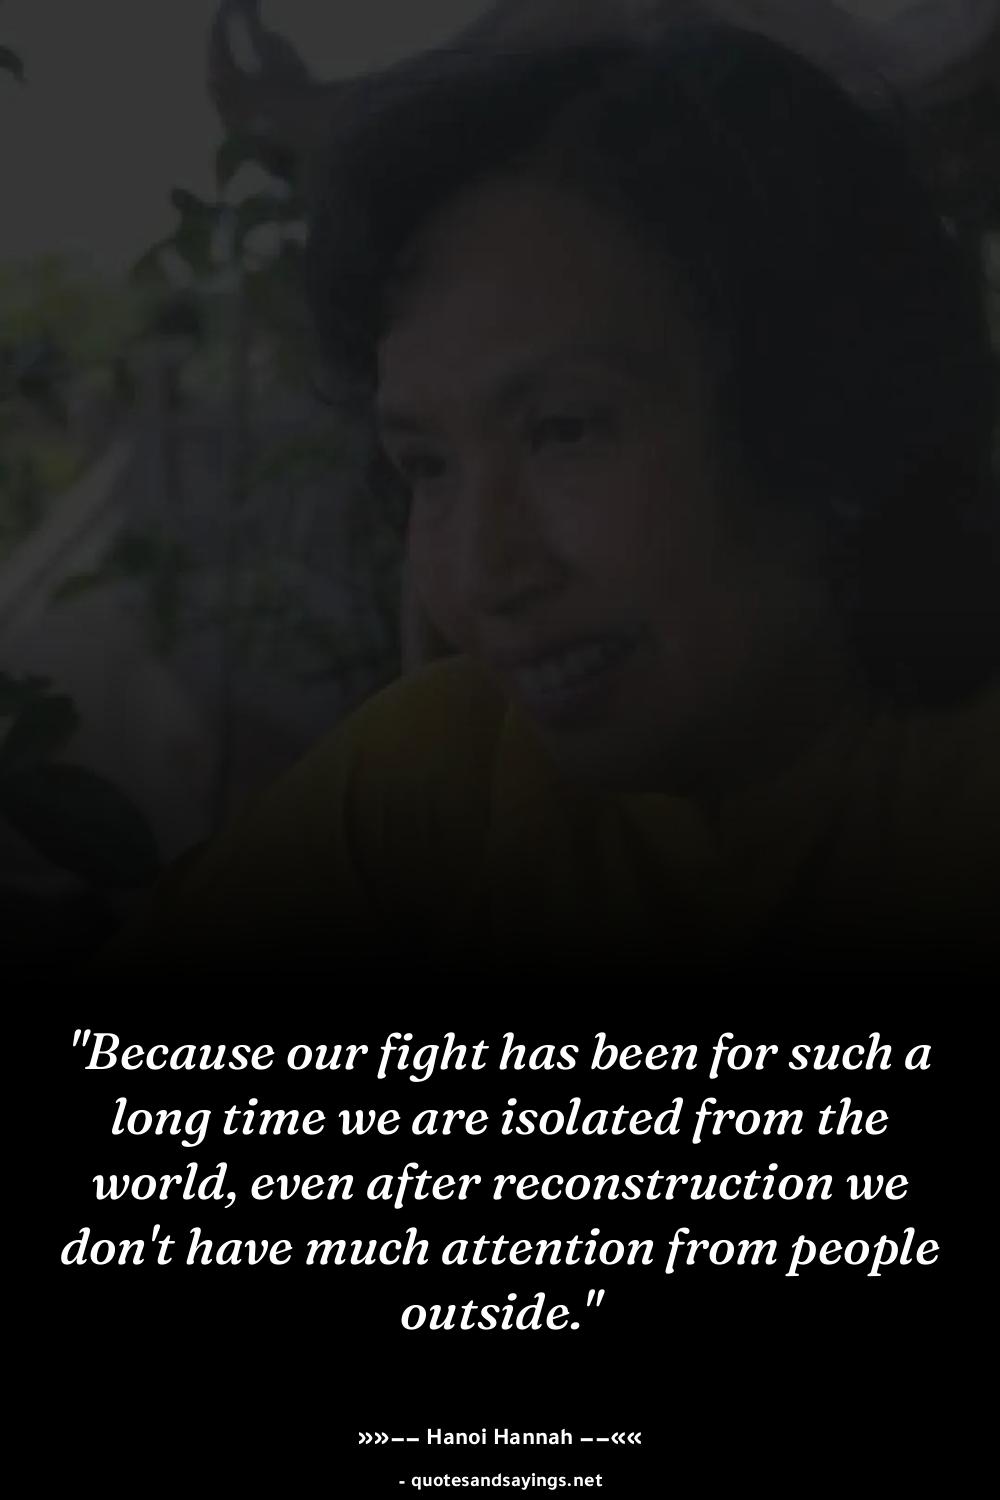 "Because our fight has been for such a
long time we are isolated from the
world, even after reconstruction we
don't have much attention from people
outside."
»»−− Hanoi Hannah −−««
- quotesandsayings.net